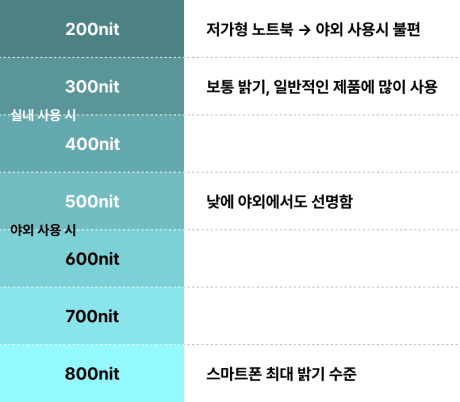 200nit 저가형 노트북 → 야외 사용시 불편
300nit 보통 밝기, 일반적인 제품에 많이 사용
실내 사용 시
400nit
500nit 낮에 야외에서도 선명함
야외 사용 시
600nit
700nit
800nit 스마트폰 최대 밝기 수준